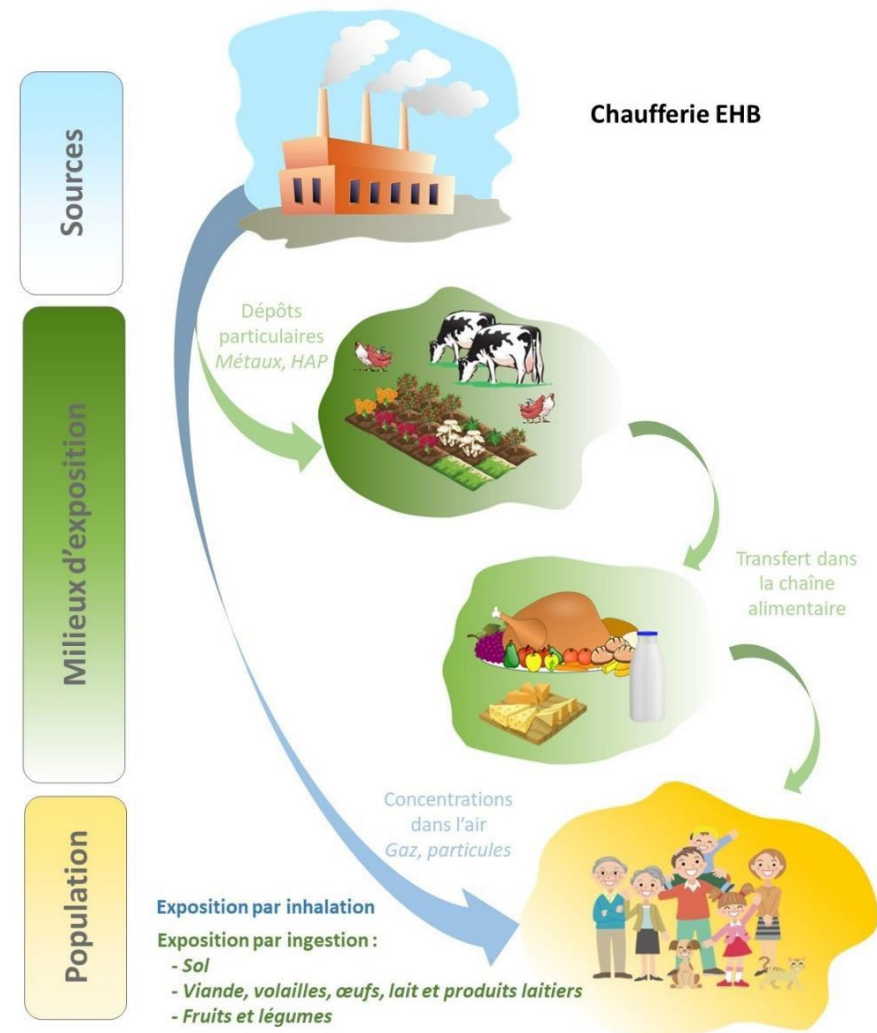 Sources
Chaufferie EHB
Milieux d'exposition
Dépôts
particulaires
Métaux, HAP
Transfert dans
la chaîne
alimentaire
Concentrations
dans l'air
Gaz, particules
Population
Exposition par inhalation
Exposition par ingestion :
- Sol
- Viande, volailles, œufs, lait et produits laitiers
- Fruits et légumes